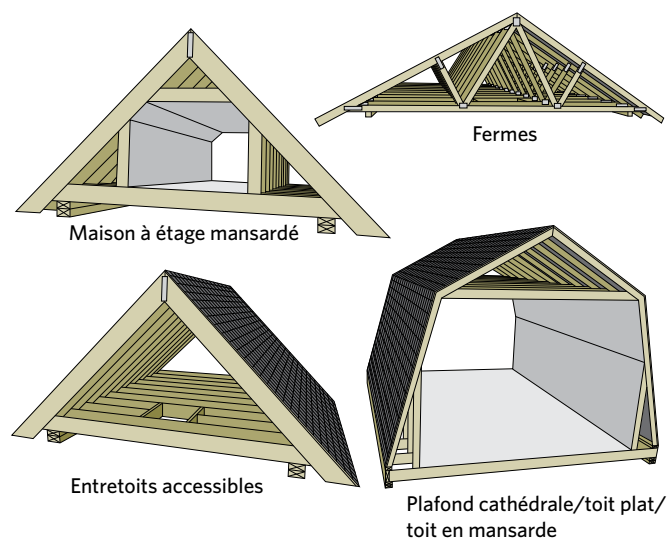 Fermes
Maison à étage mansardé
Entretoits accessibles
Plafond cathédrale/toit plat/
toit en mansarde